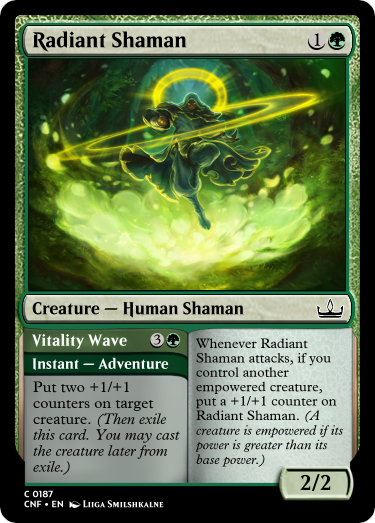 Radiant Shaman 1
Creature — Human Shaman
Vitality Wave 3
Instant — Adventure
Put two +1/+1
counters on target
creature. (Then exile
this card. You may cast
the creature later from
exile.)
Whenever Radiant
Shaman attacks, if you
control another
empowered creature,
put a +1/+1 counter on
Radiant Shaman. (A
creature is empowered if its
power is greater than its
base power.)
2/2
C 0187
CNF • EN Liiga Smilshkalne